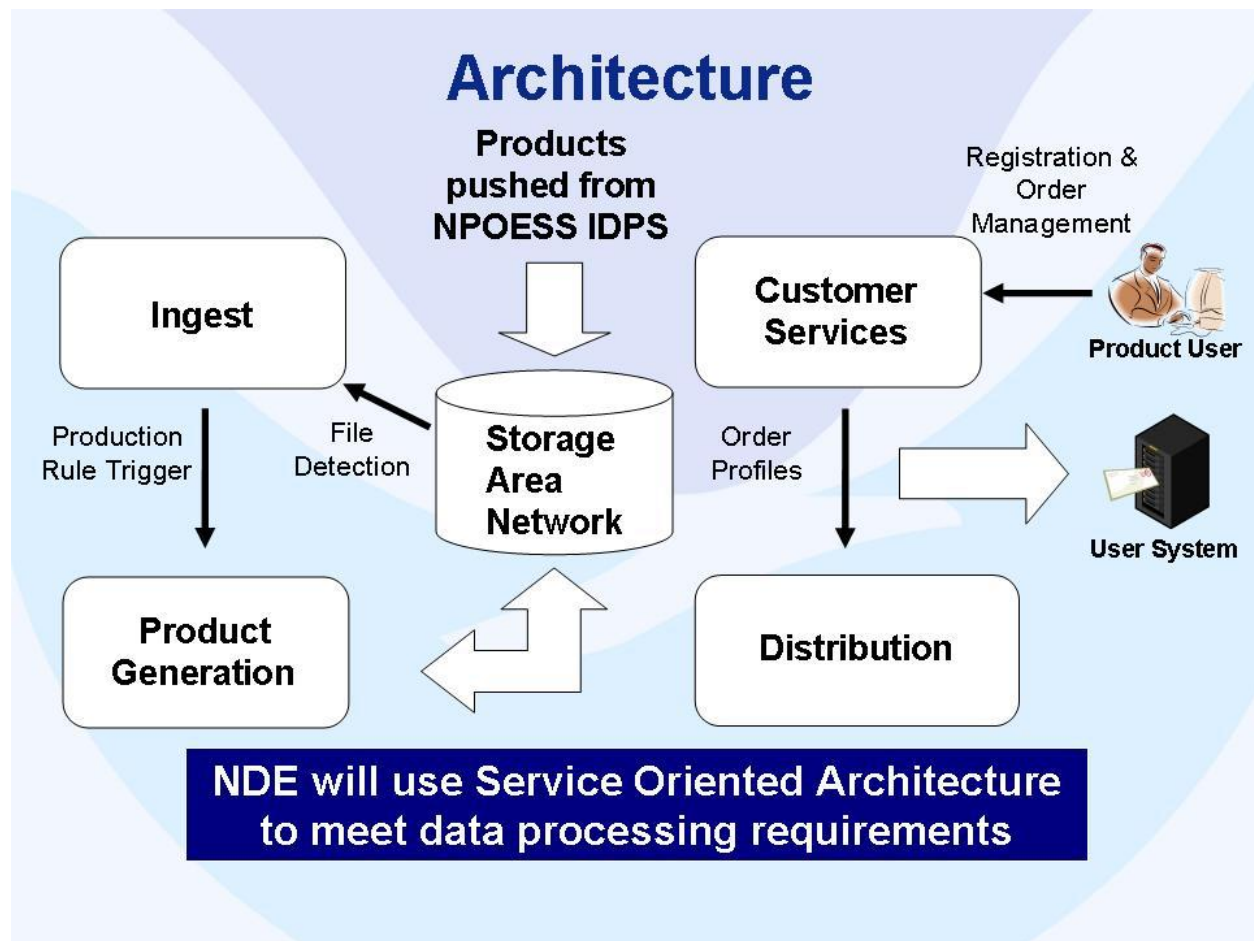 Architecture
Products
pushed from
NPOESS IDPS
Registration &
Order
Management
Ingest
Customer
Services
Product User
Production
Rule Trigger
File
Detection
Storage
Area
Network
Order
Profiles
User System
Product
Generation
Distribution
NDE will use Service Oriented Architecture
to meet data processing requirements